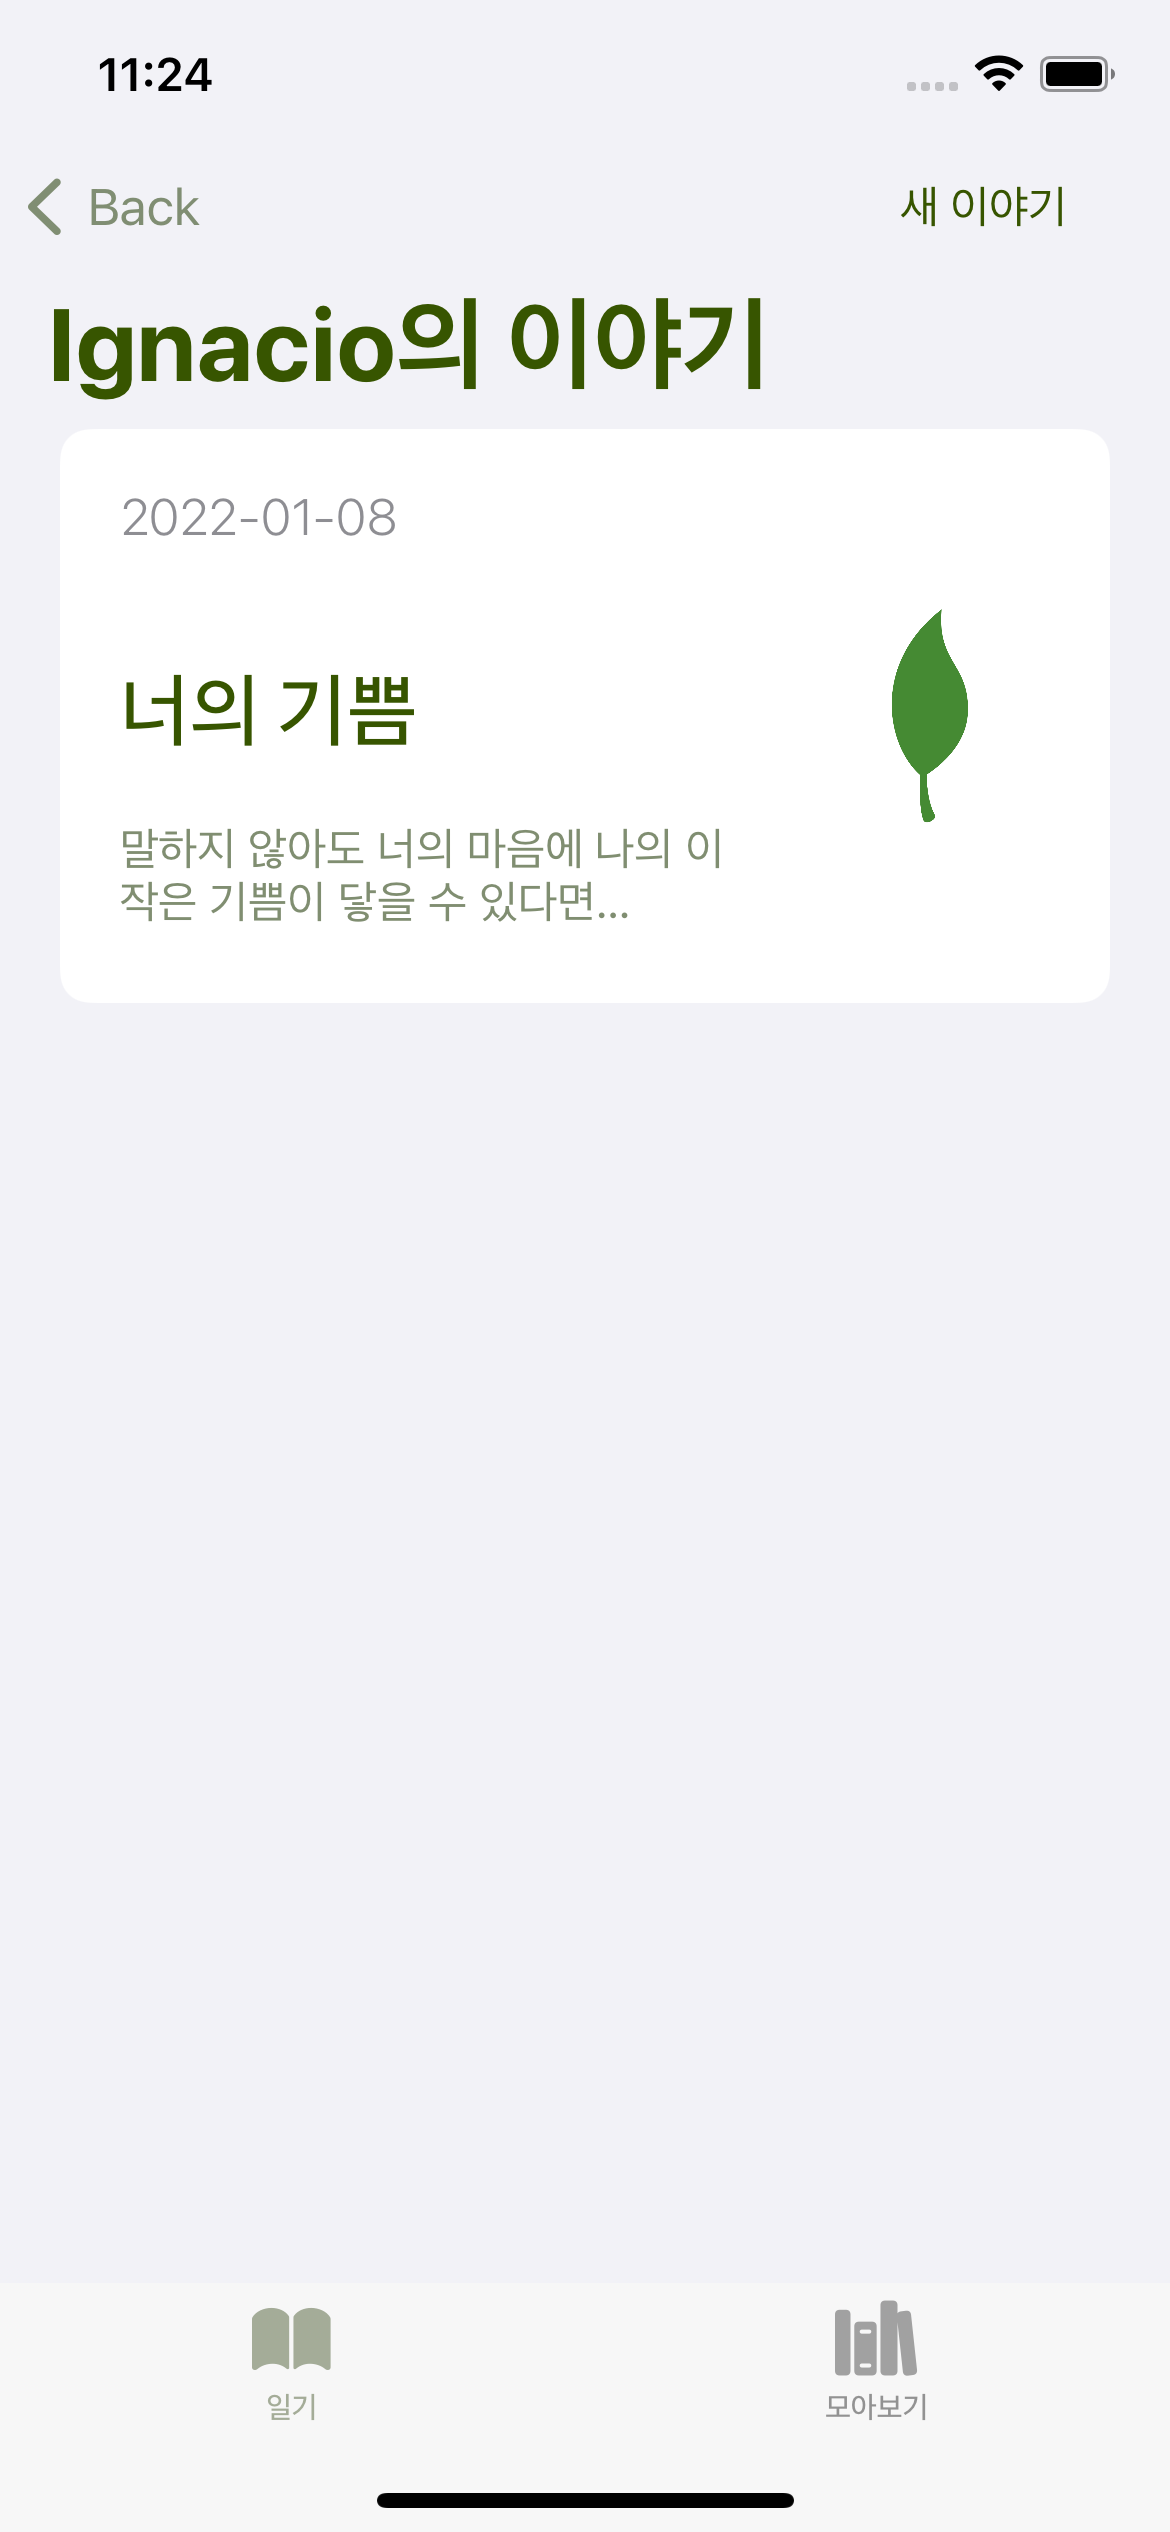 11:24
Back
새 이야기
Ignacio의 이야기
2022-01-08
너의 기쁨
말하지 않아도 너의 마음에 나의 이
작은 기쁨이 닿을 수 있다면...
일기
모아보기